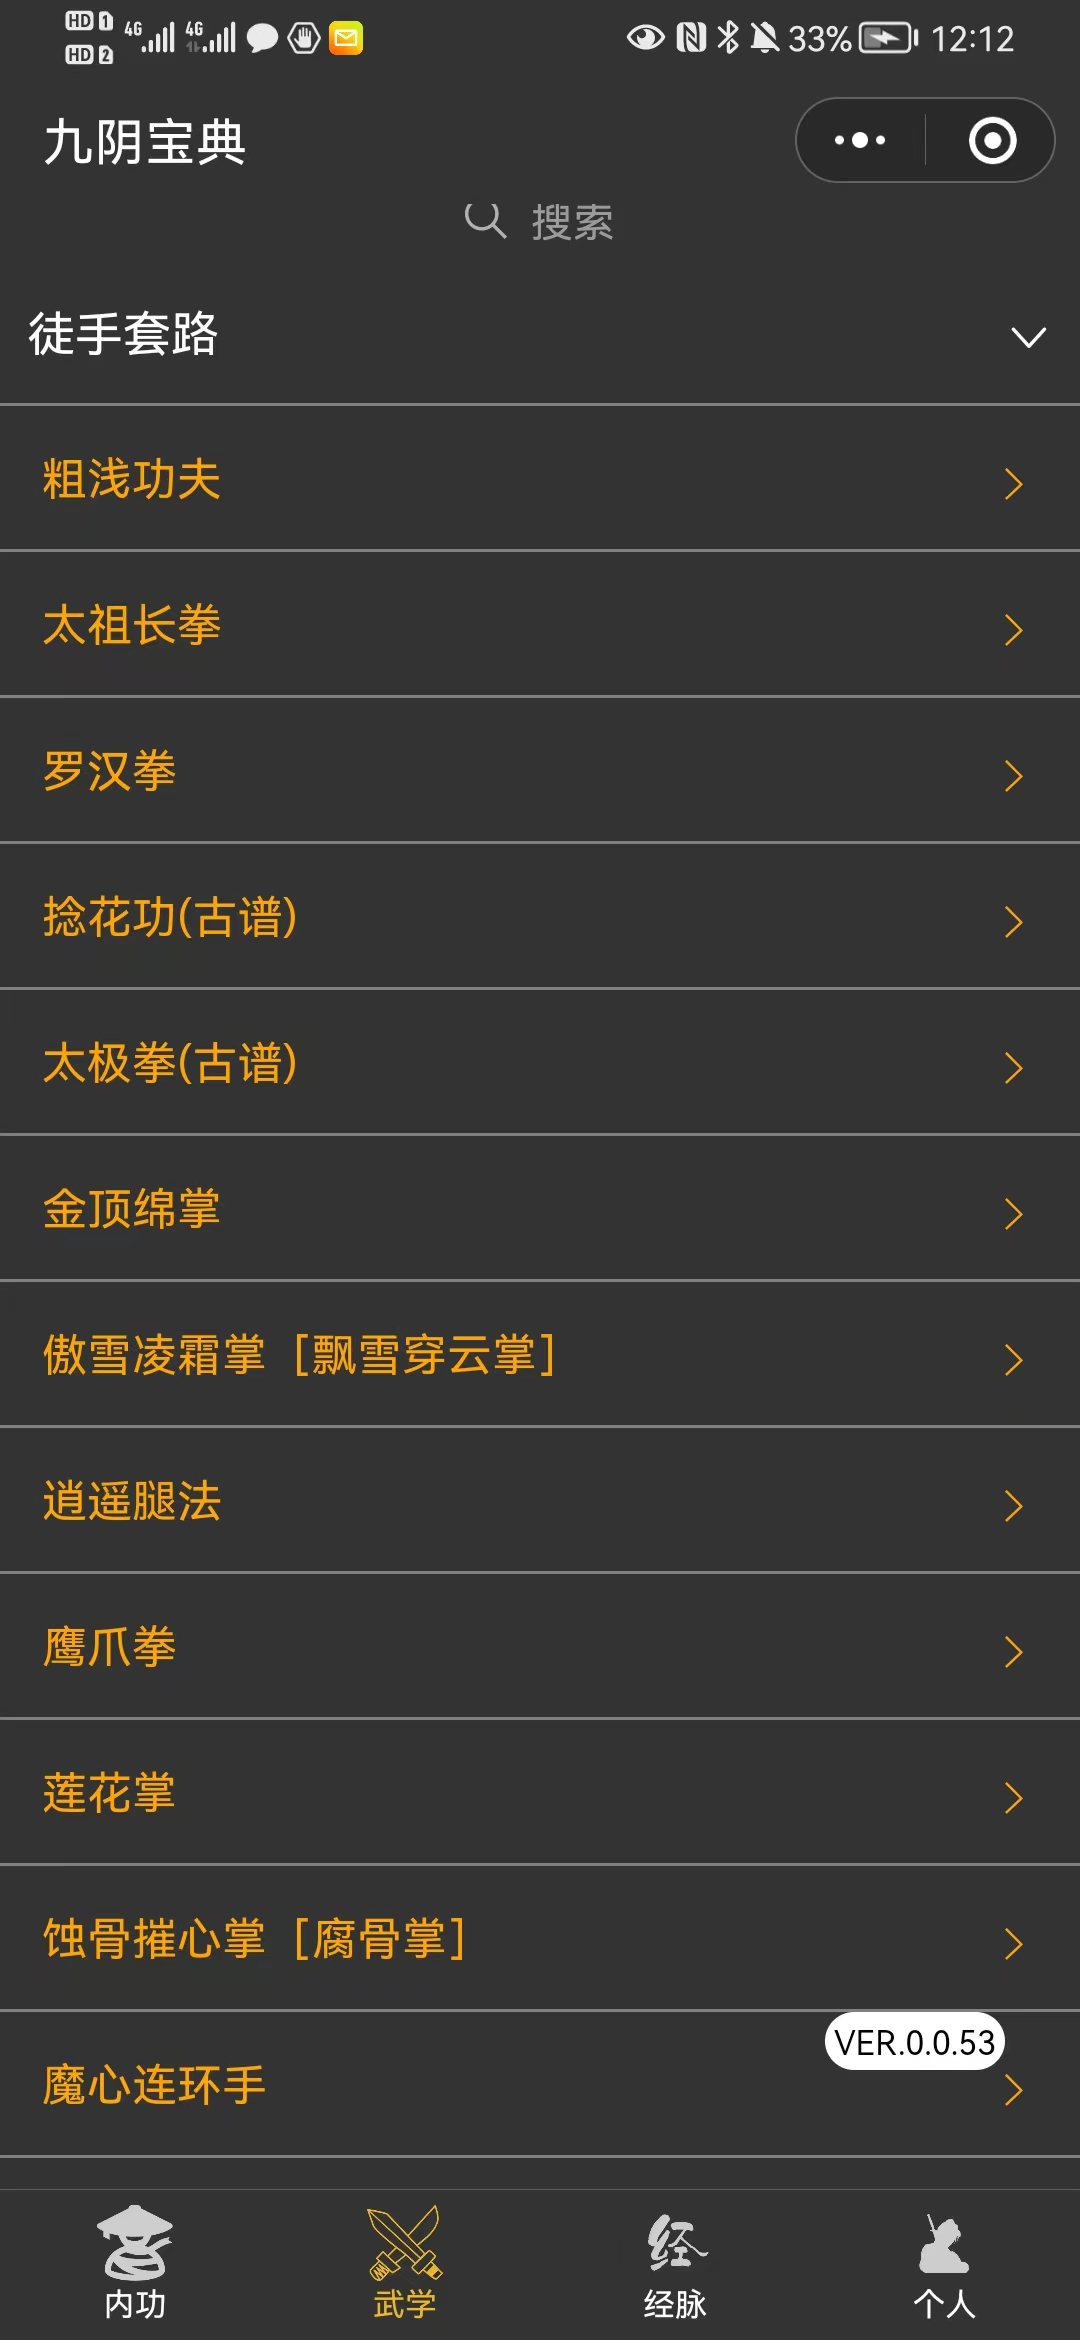 HD 1 4G 4G 33% 12:12
HD 2
九阴宝典
搜索
徒手套路
粗浅功夫
太祖长拳
罗汉拳
捻花功(古谱)
太极拳(古谱)
金顶绵掌
傲雪凌霜掌 [飘雪穿云掌]
逍遥腿法
鹰爪拳
莲花掌
蚀骨摧心掌 [腐骨掌]
VER.0.0.53
魔心连环手
内功 武学 经 经脉 个人